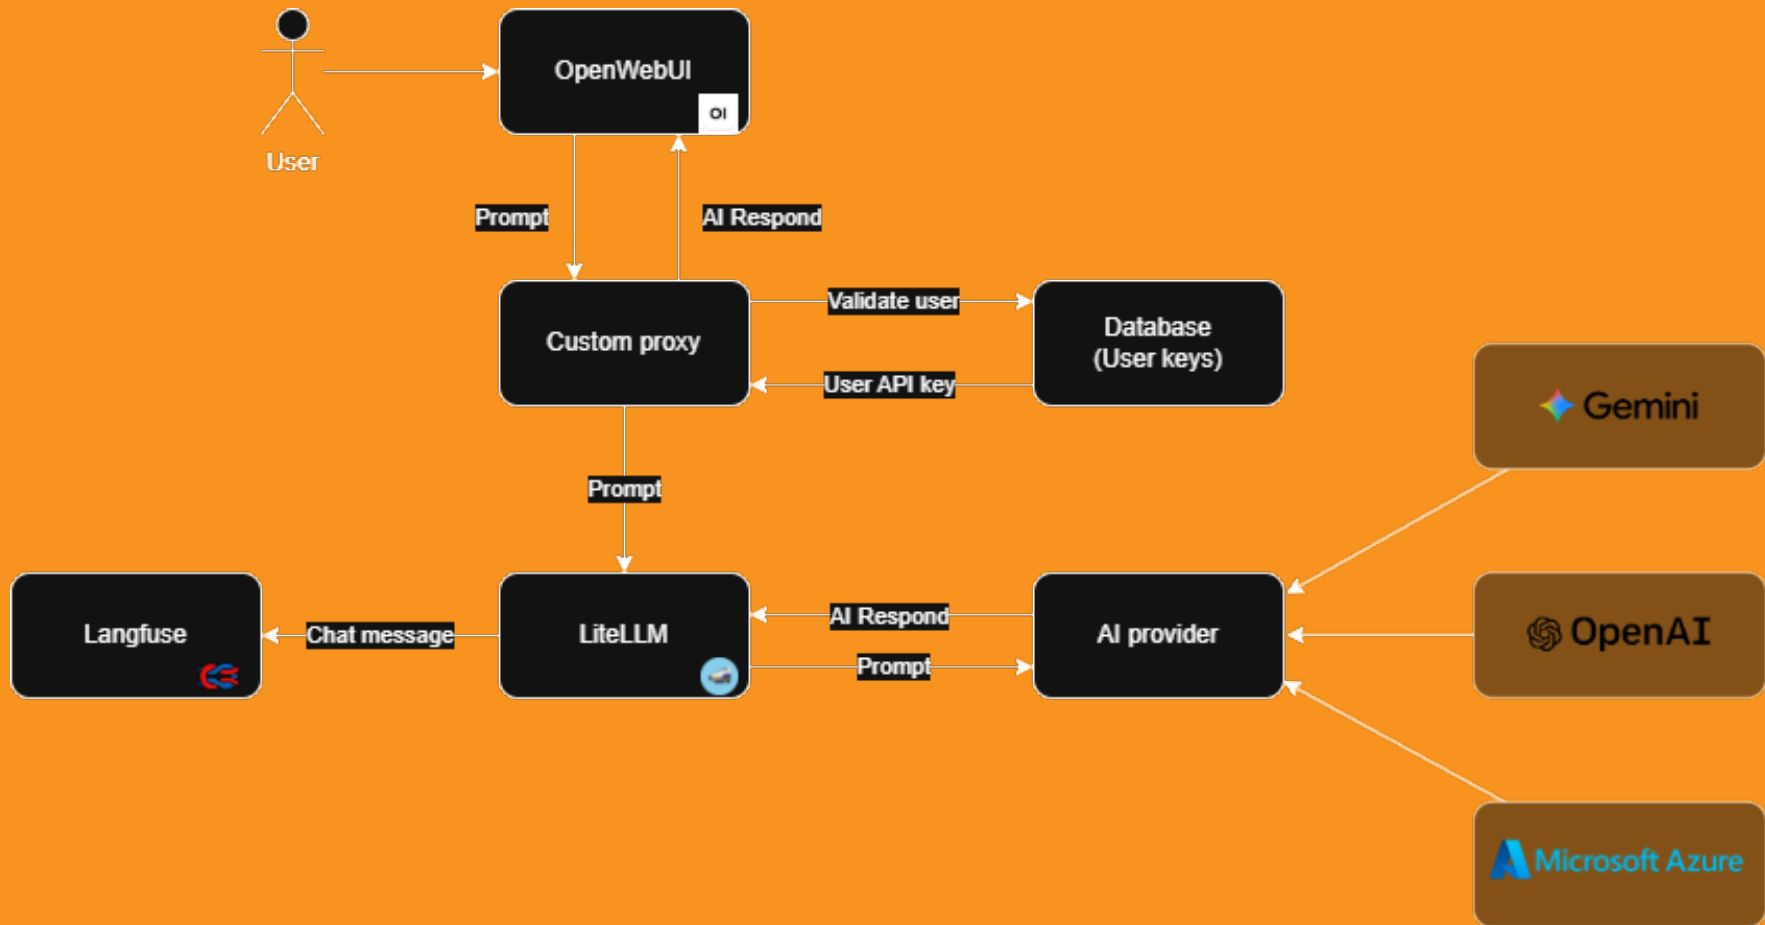 OpenWebUI
OI
User
Prompt
AI Respond
Custom proxy
Validate user
User API key
Database
(User keys)
Gemini
Prompt
Langfuse
Chat message
LiteLLM
AI Respond
Prompt
AI provider
OpenAI
Microsoft Azure